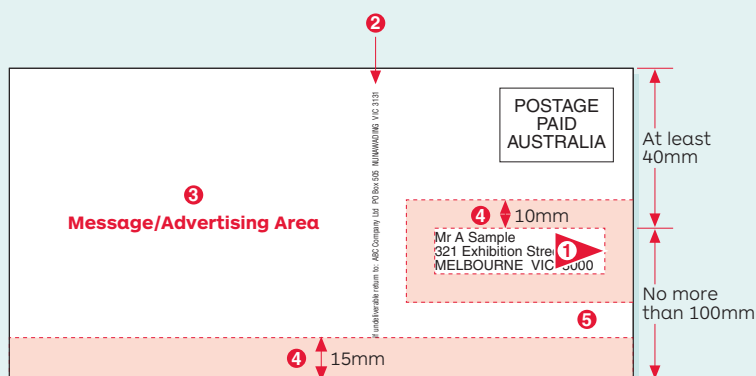 2
If undeliverable return to: ABC Company Ltd PO Box 505 NUNAWADING VIC 3131
POSTAGE
PAID
AUSTRALIA
At least
40mm
3
Message/Advertising Area
4
10mm
Mr A Sample
321 Exhibition
1
MELBOURNE VIC 3000
No more
than 100mm
5
4
15mm